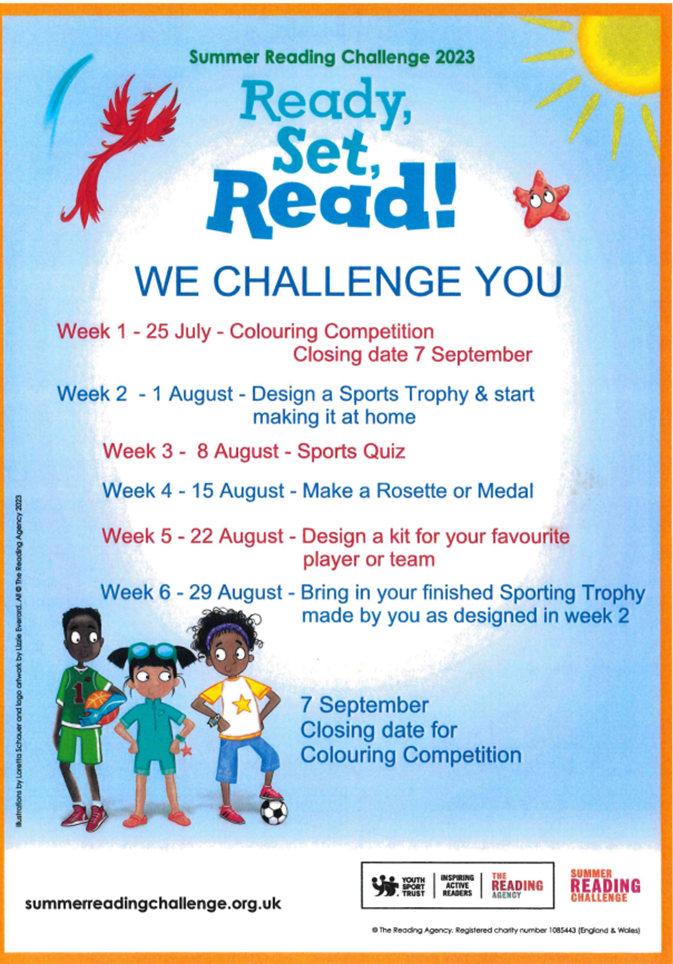 Summer Reading Challenge 2023
Ready,
Set,
Read!
WE CHALLENGE YOU
Week 1 - 25 July - Colouring Competition
Closing date 7 September
Week 2 - 1 August - Design a Sports Trophy & start
making it at home
Week 3 - 8 August - Sports Quiz
Week 4 - 15 August - Make a Rosette or Medal
Week 5 - 22 August - Design a kit for your favourite
player or team
Week 6 - 29 August - Bring in your finished Sporting Trophy
made by you as designed in week 2
1
7 September
Closing date for
Colouring Competition
Illustrations by Loretta Schauer and logo artwork by Lizzie Everard. All © The Reading Agency 2023
summerreadingchallenge.org.uk
YOUTH
SPORT
TRUST
INSPIRING
ACTIVE
READERS
THE
READING
AGENCY
SUMMER
READING
CHALLENGE
© The Reading Agency. Registered charity number 1085443 (England & Wales)